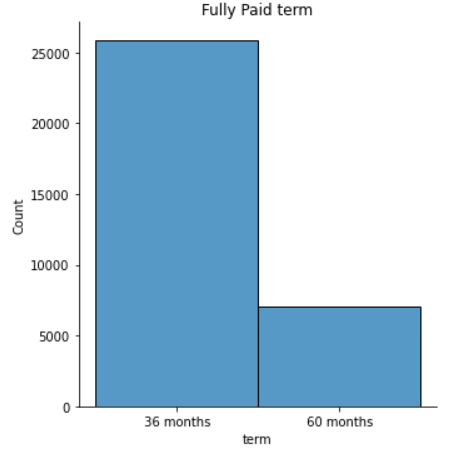 Fully Paid term
25000
20000
15000
10000
5000
0
Count
36 months
60 months
term